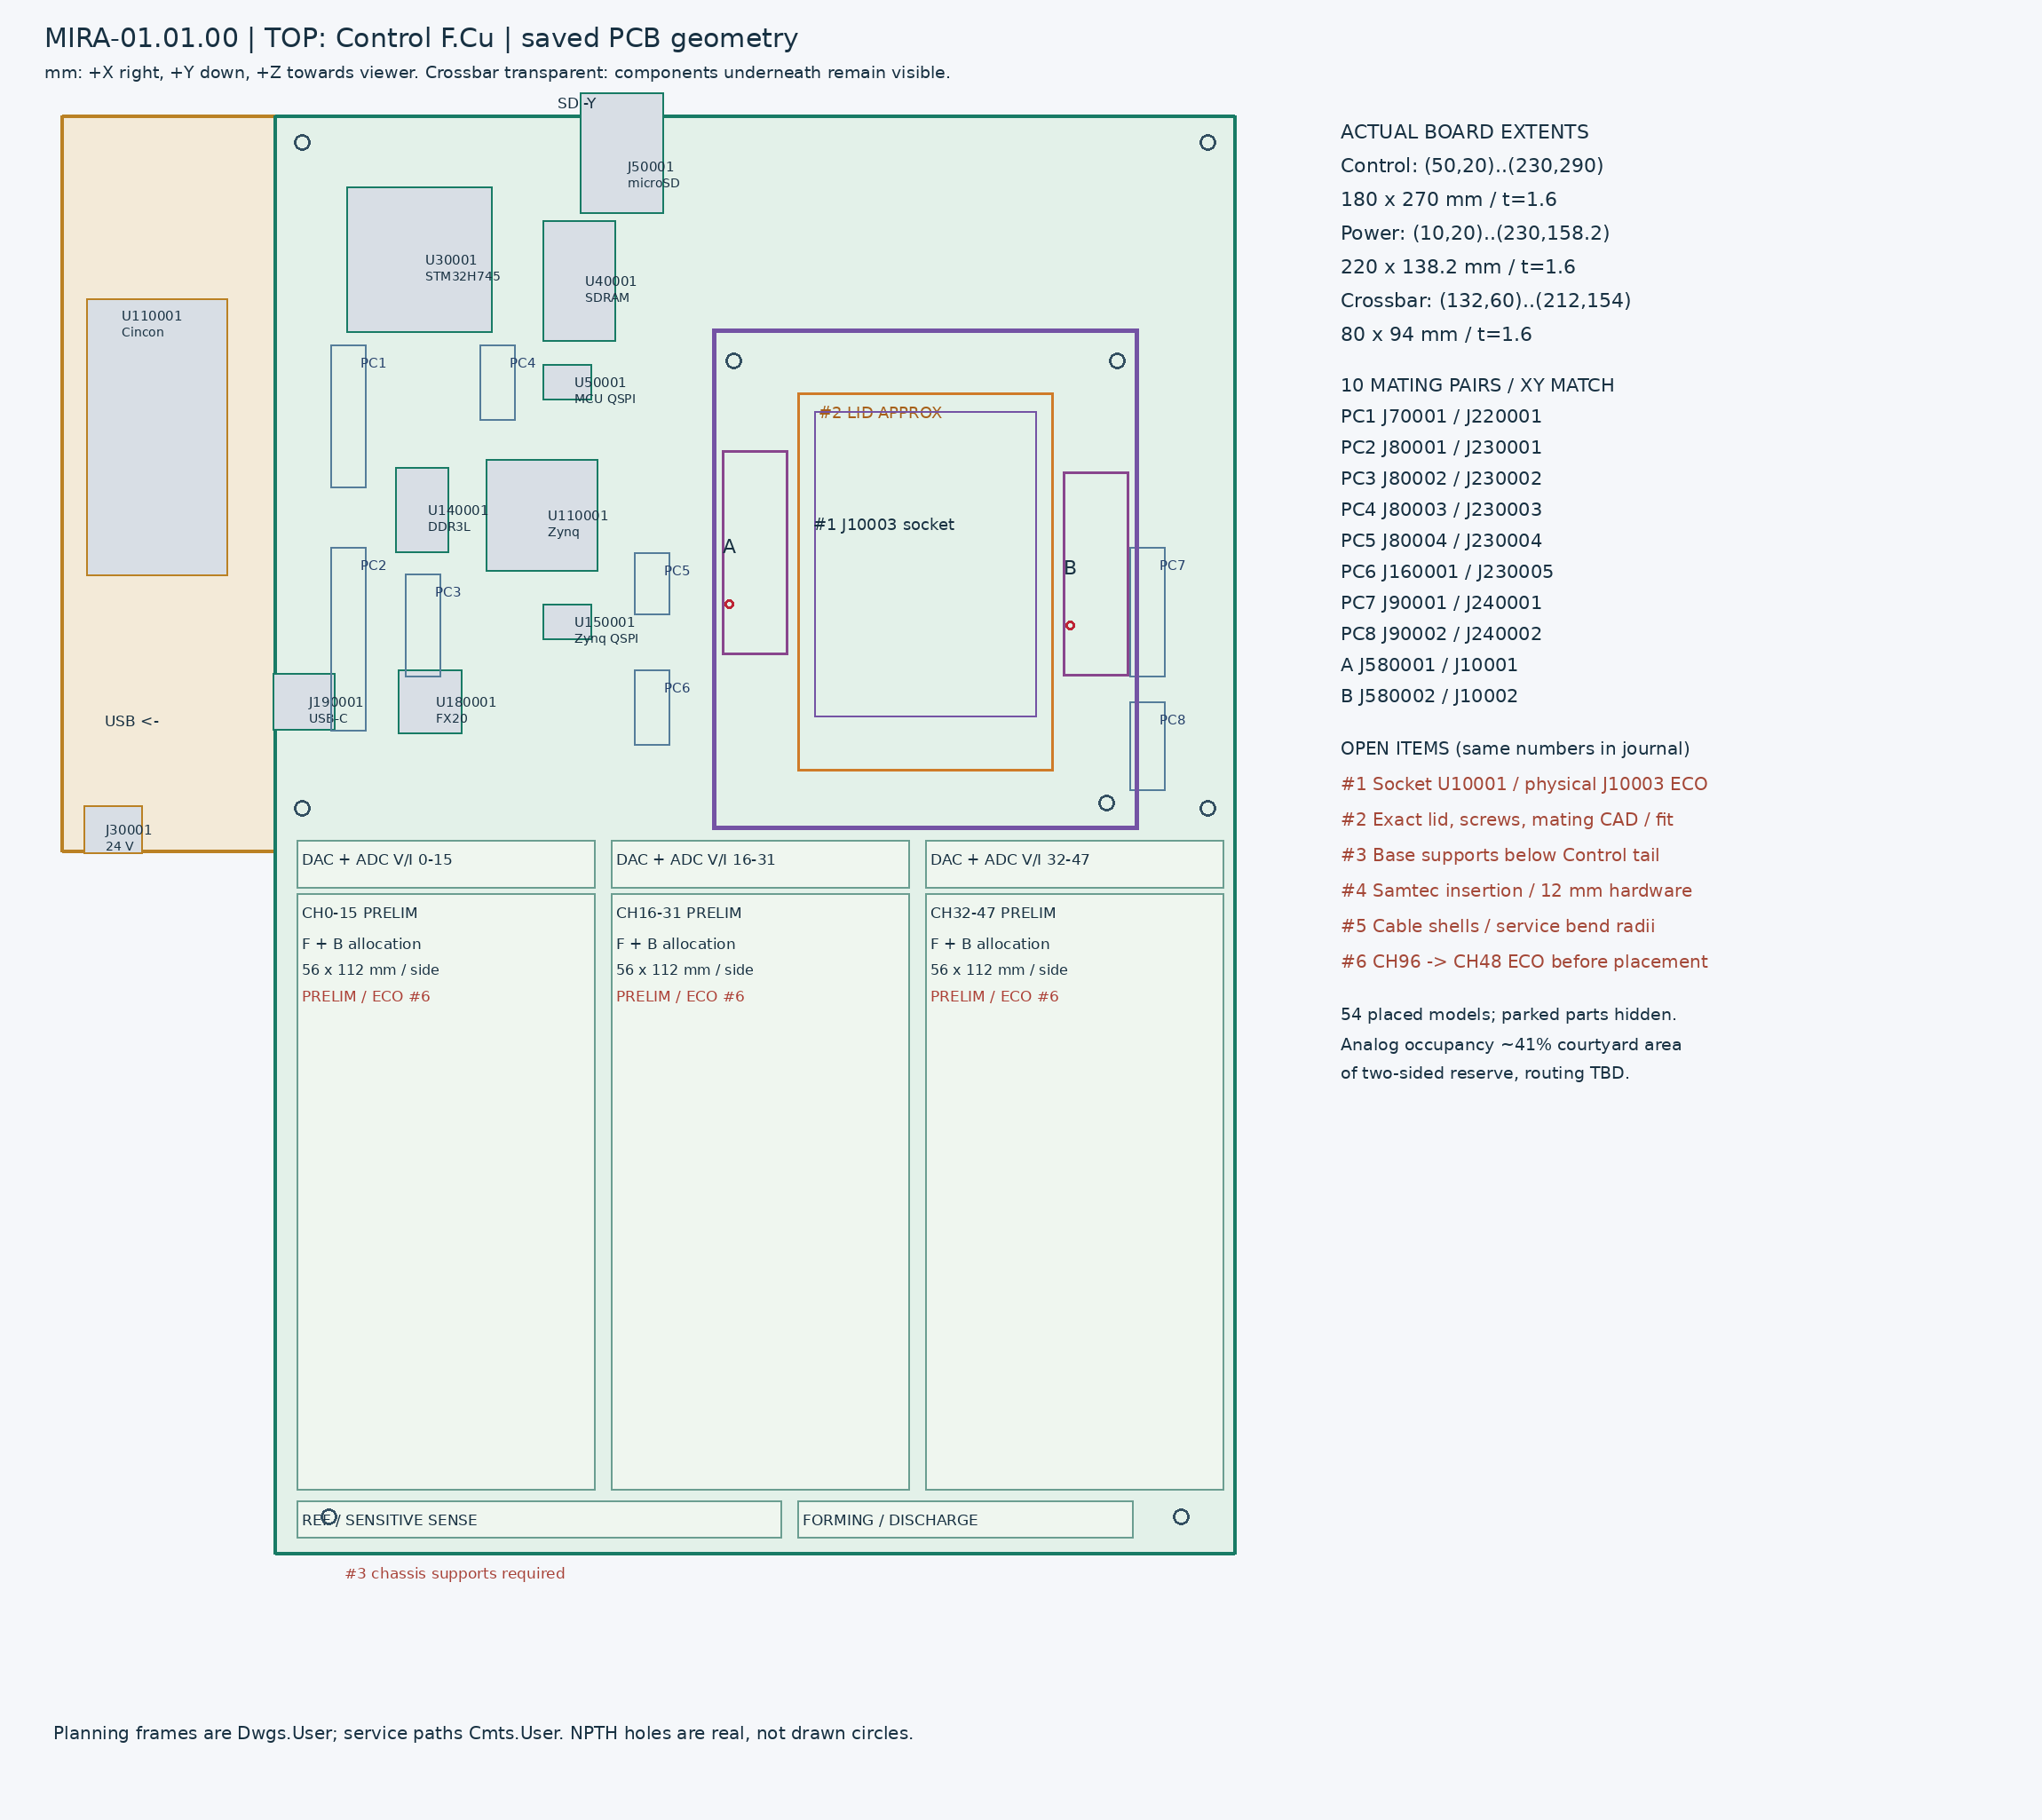 MIRA-01.01.00 | TOP: Control F.Cu | saved PCB geometry
mm: +X right, +Y down, +Z towards viewer. Crossbar transparent: components underneath remain visible.
SD -Y
J50001
microSD
U30001
STM32H745
U40001
SDRAM
U110001
Cincon
PC1
PC4
U50001
MCU QSPI
#2 LID APPROX
U140001
DDR3L
U110001
Zynq
#1 J10003 socket
A
B
PC2
PC3
PC5
PC7
U150001
Zynq QSPI
PC6
J190001
USB-C
U180001
FX20
USB <-
PC8
J30001
24 V
DAC + ADC V/I 0-15
DAC + ADC V/I 16-31
DAC + ADC V/I 32-47
CH0-15 PRELIM
F + B allocation
56 x 112 mm / side
PRELIM / ECO #6
CH16-31 PRELIM
F + B allocation
56 x 112 mm / side
PRELIM / ECO #6
CH32-47 PRELIM
F + B allocation
56 x 112 mm / side
PRELIM / ECO #6
REF / SENSITIVE SENSE
FORMING / DISCHARGE
#3 chassis supports required
ACTUAL BOARD EXTENTS
Control: (50,20)..(230,290)
180 x 270 mm / t=1.6
Power: (10,20)..(230,158.2)
220 x 138.2 mm / t=1.6
Crossbar: (132,60)..(212,154)
80 x 94 mm / t=1.6
10 MATING PAIRS / XY MATCH
PC1 J70001 / J220001
PC2 J80001 / J230001
PC3 J80002 / J230002
PC4 J80003 / J230003
PC5 J80004 / J230004
PC6 J160001 / J230005
PC7 J90001 / J240001
PC8 J90002 / J240002
A J580001 / J10001
B J580002 / J10002
OPEN ITEMS (same numbers in journal)
#1 Socket U10001 / physical J10003 ECO
#2 Exact lid, screws, mating CAD / fit
#3 Base supports below Control tail
#4 Samtec insertion / 12 mm hardware
#5 Cable shells / service bend radii
#6 CH96 -> CH48 ECO before placement
54 placed models; parked parts hidden.
Analog occupancy ~41% courtyard area
of two-sided reserve, routing TBD.
Planning frames are Dwgs.User; service paths Cmts.User. NPTH holes are real, not drawn circles.